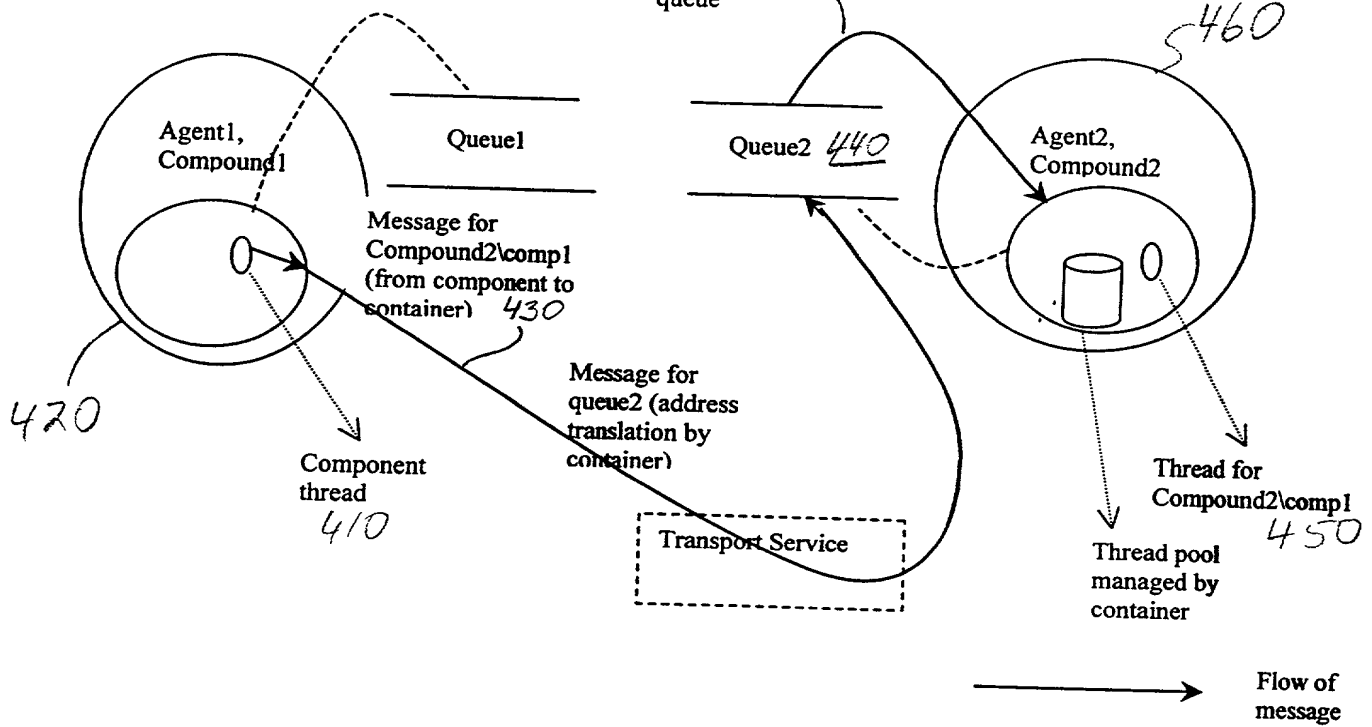 queue
460
Agent1,
Compound1
Queue1
Queue2 440
Agent2,
Compound2
Message for
Compound2\comp1
(from component to
container) 430
420
Message for
queue2 (address
translation by
container)
Component
thread
410
Transport Service
Thread for
Compound2\comp1
450
Thread pool
managed by
container
Flow of
message